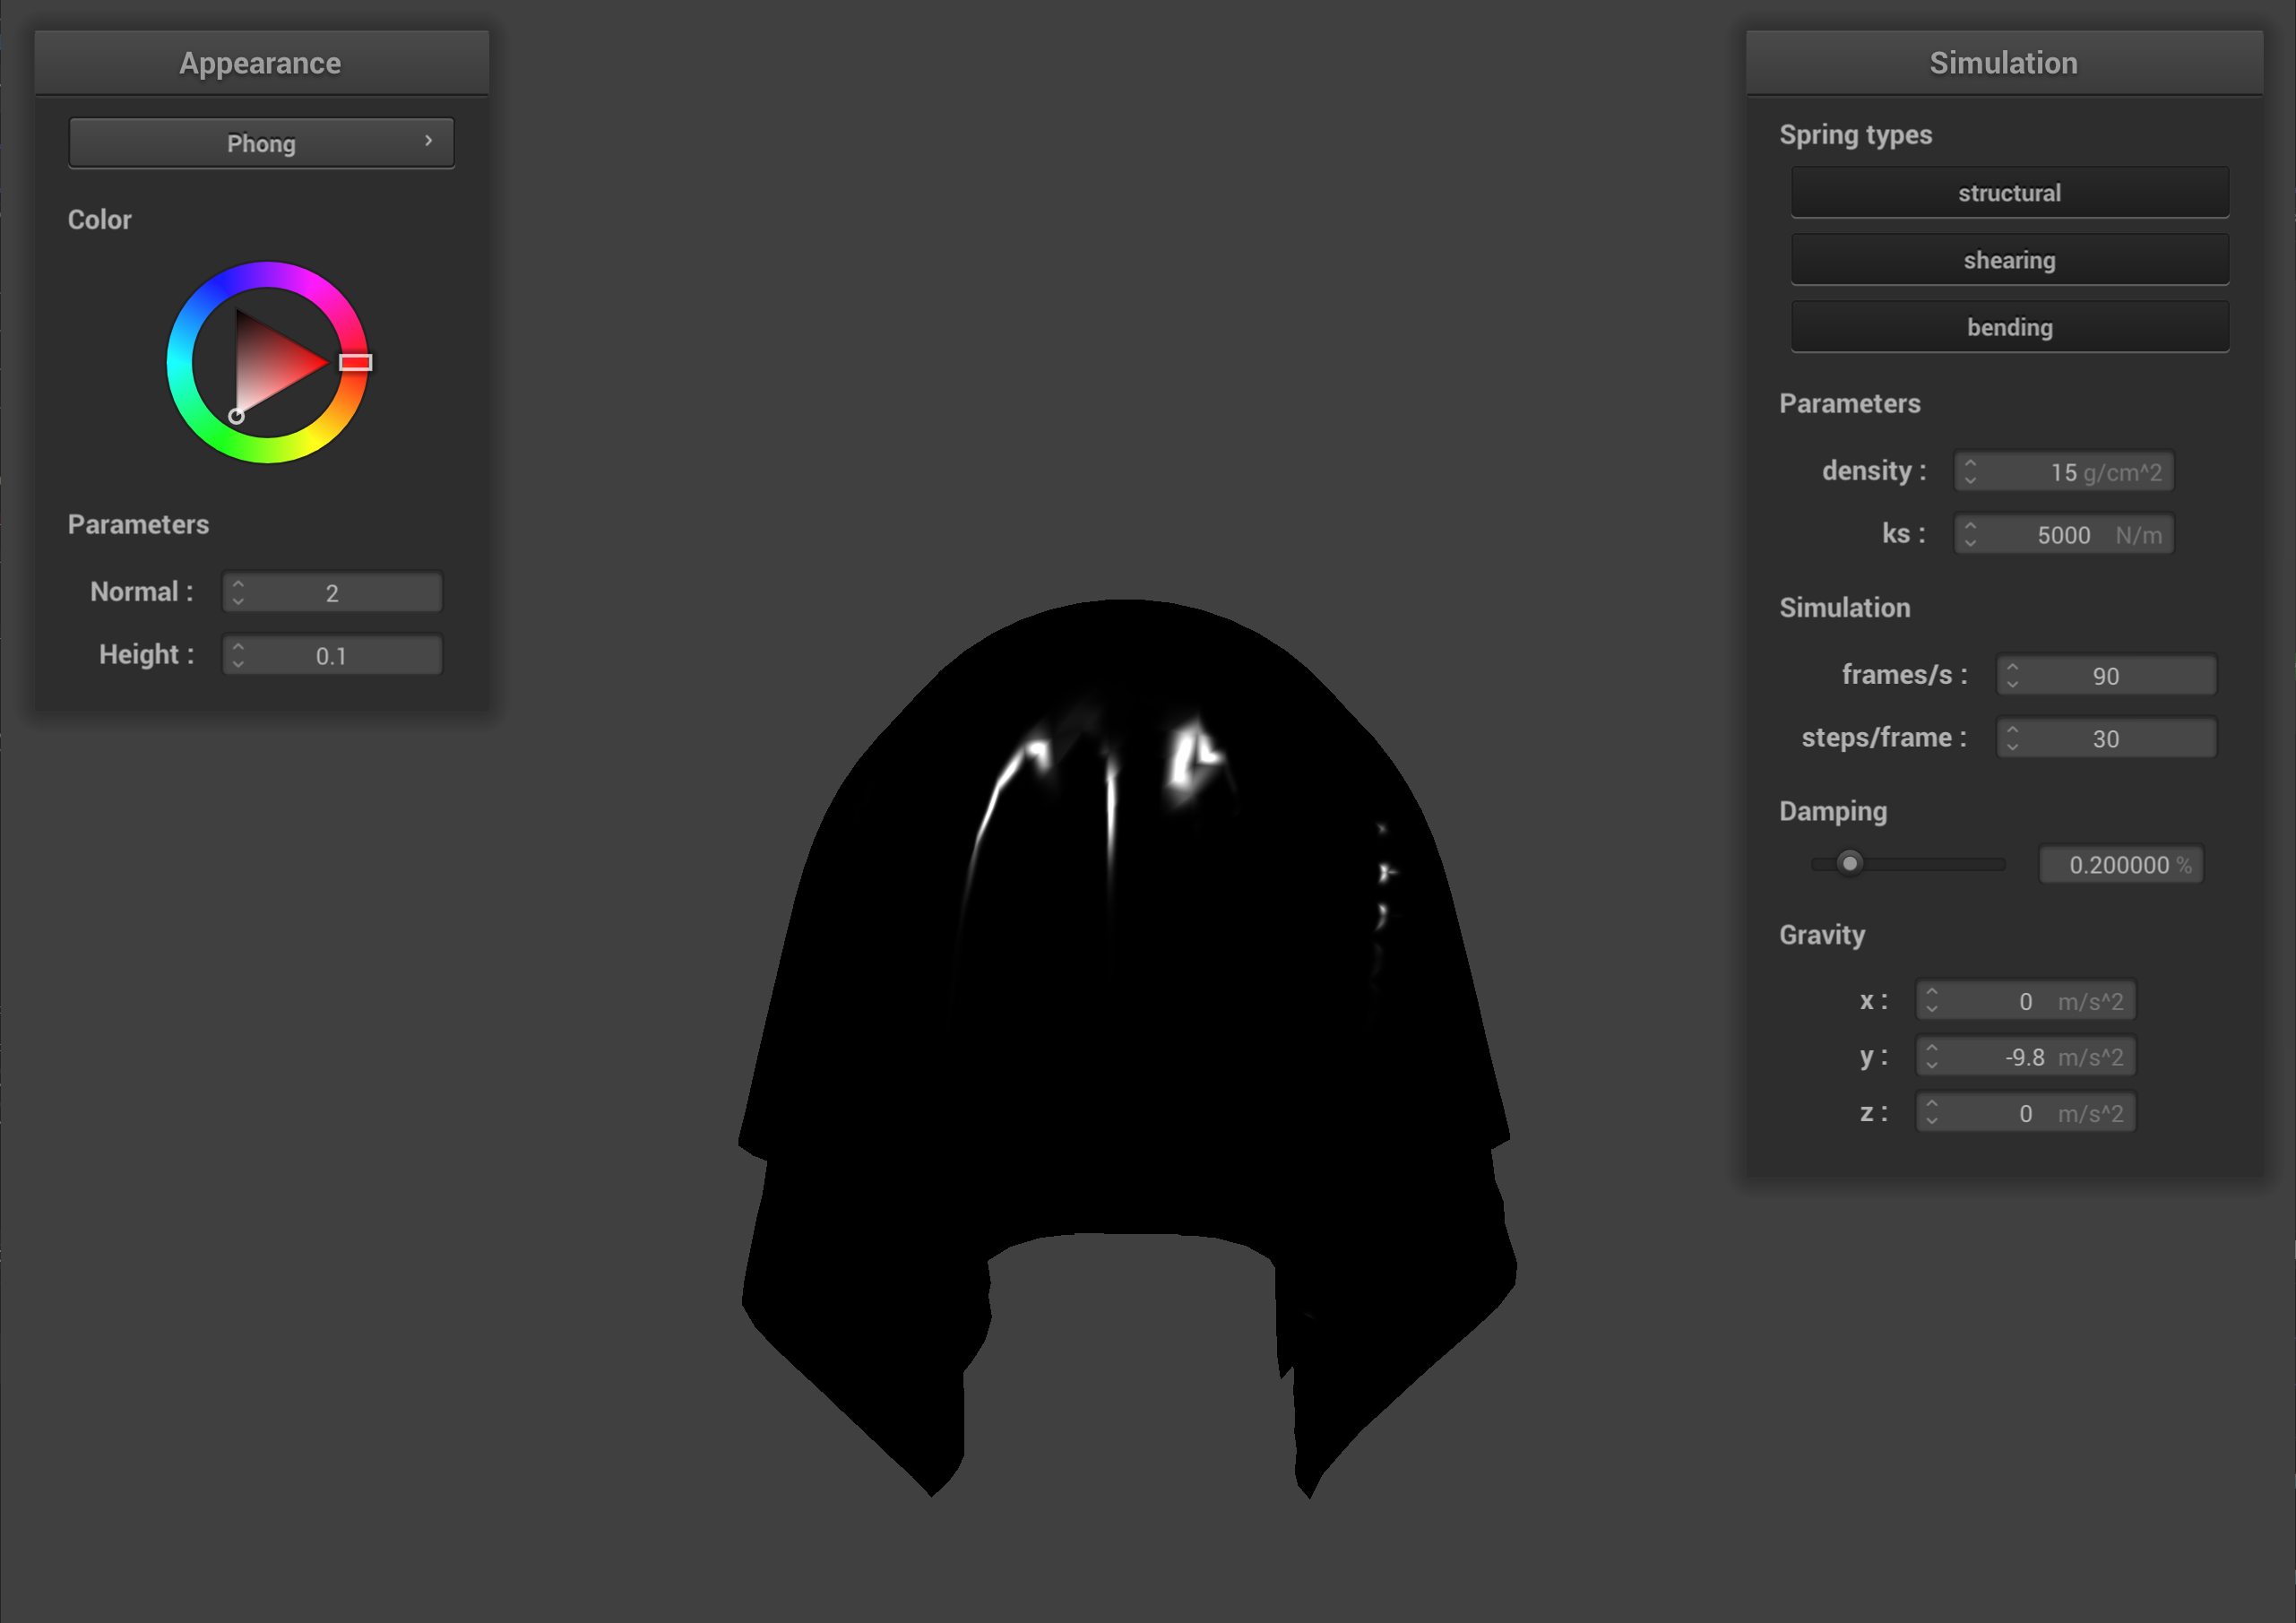 Appearance
Phong
Color
Parameters
Normal : 2
Height : 0.1
Simulation
Spring types
structural
shearing
bending
Parameters
density : 15 g/cm^2
ks : 5000 N/m
Simulation
frames/s : 90
steps/frame : 30
Damping
0.200000 %
Gravity
x : 0 m/s^2
y : -9.8 m/s^2
z : 0 m/s^2